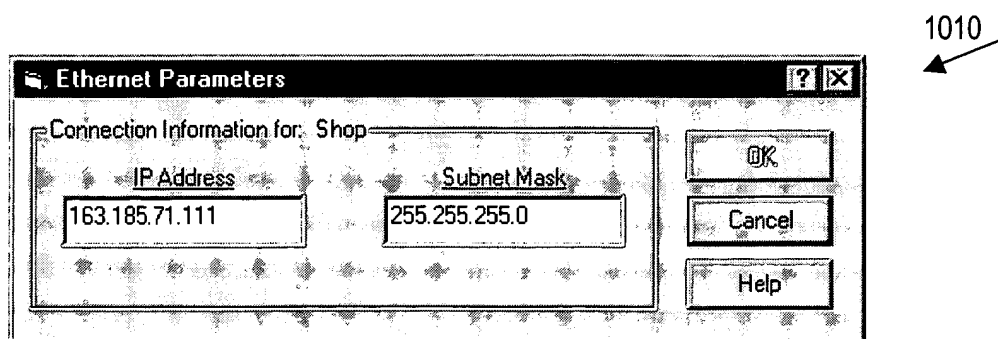 1010
Ethernet Parameters
Connection Information for: Shop
IP Address
Subnet Mask
163.185.71.111
255.255.255.0
OK
Cancel
Help